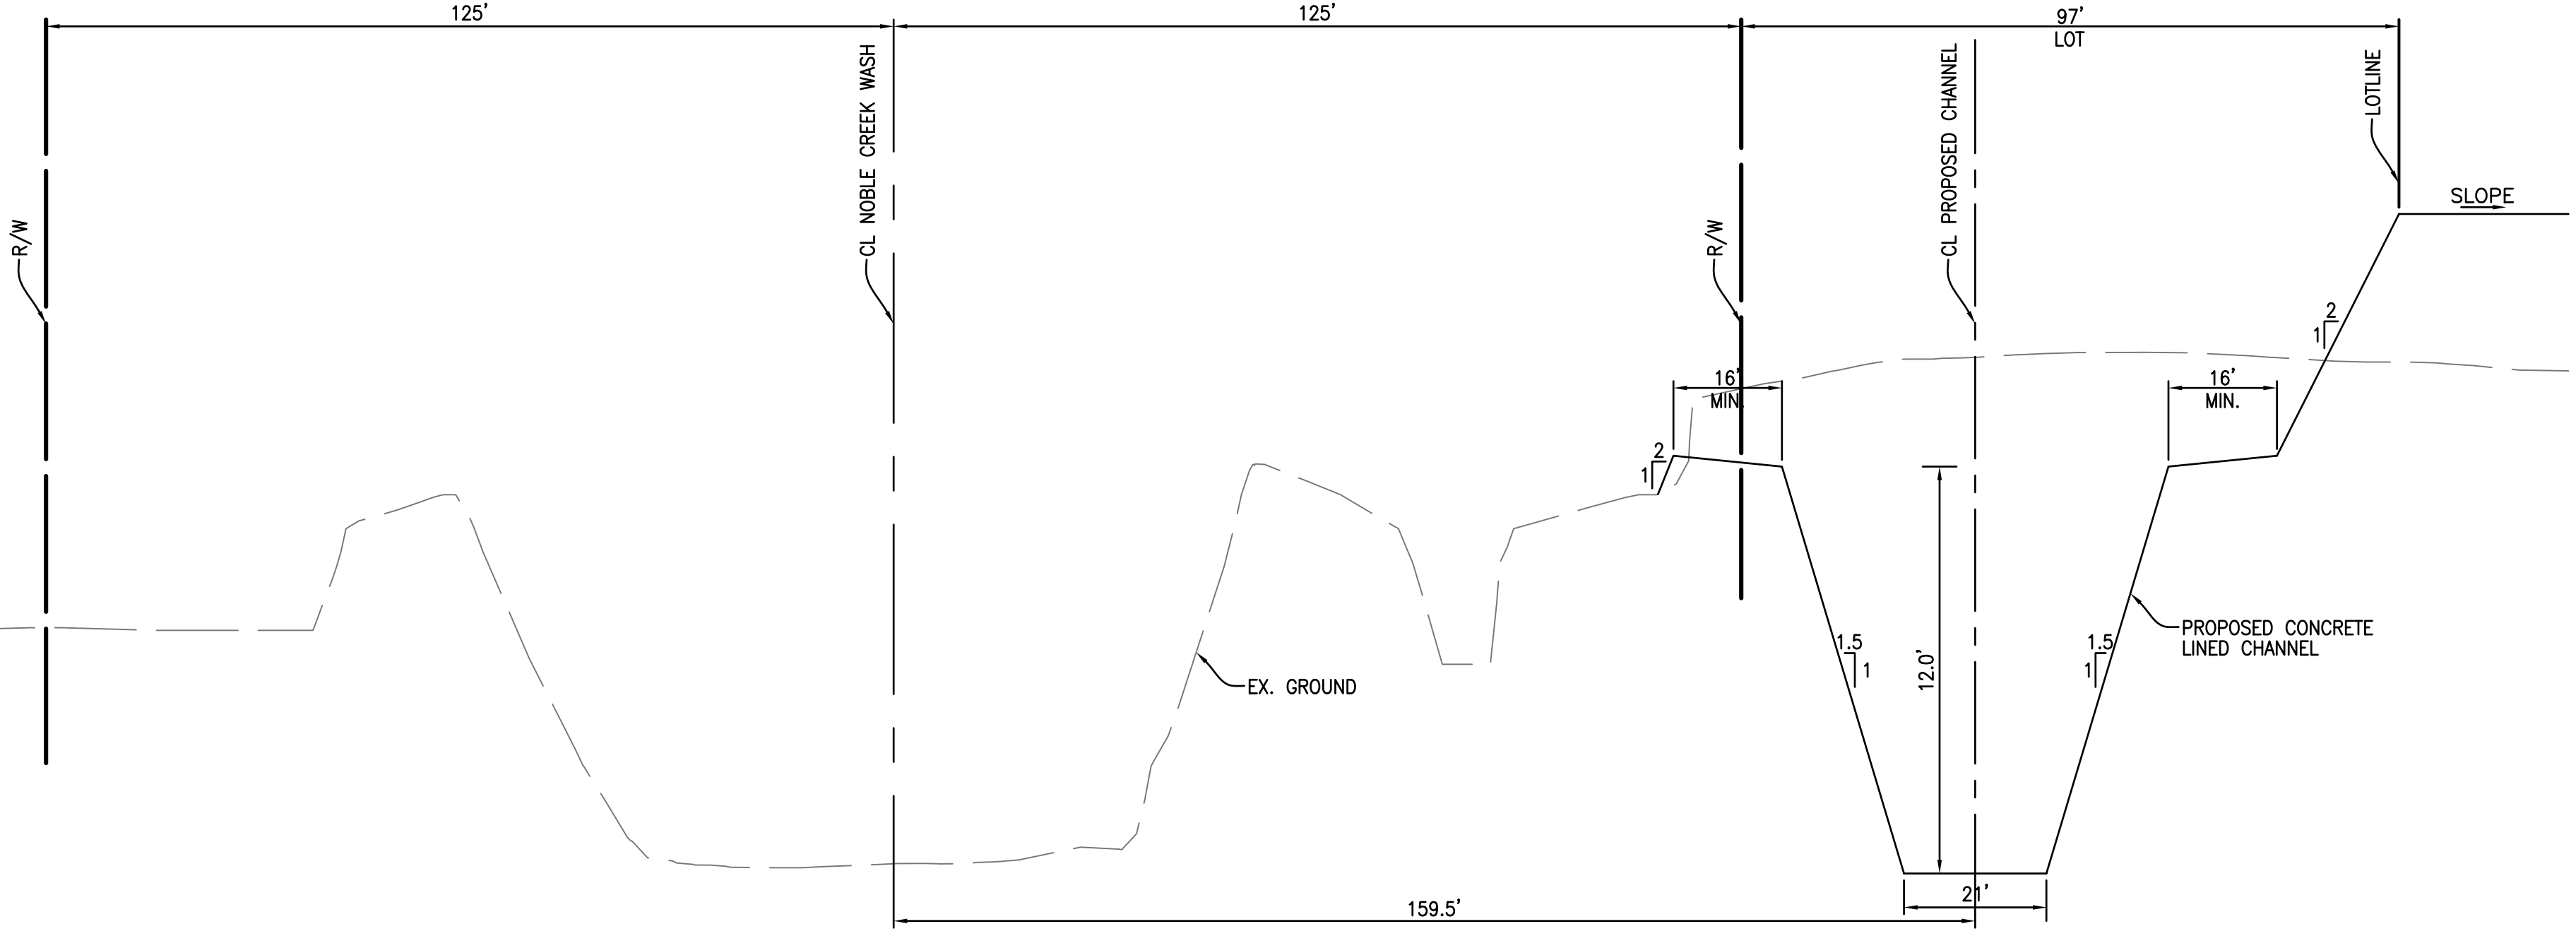 125'
125'
97'
LOT
R/W
CL NOBLE CREEK WASH
R/W
CL PROPOSED CHANNEL
LOTLINE
SLOPE
2
1
16'
MIN.
16'
MIN.
2
1
1.5
1
12.0'
1.5
1
PROPOSED CONCRETE
LINED CHANNEL
EX. GROUND
21'
159.5'